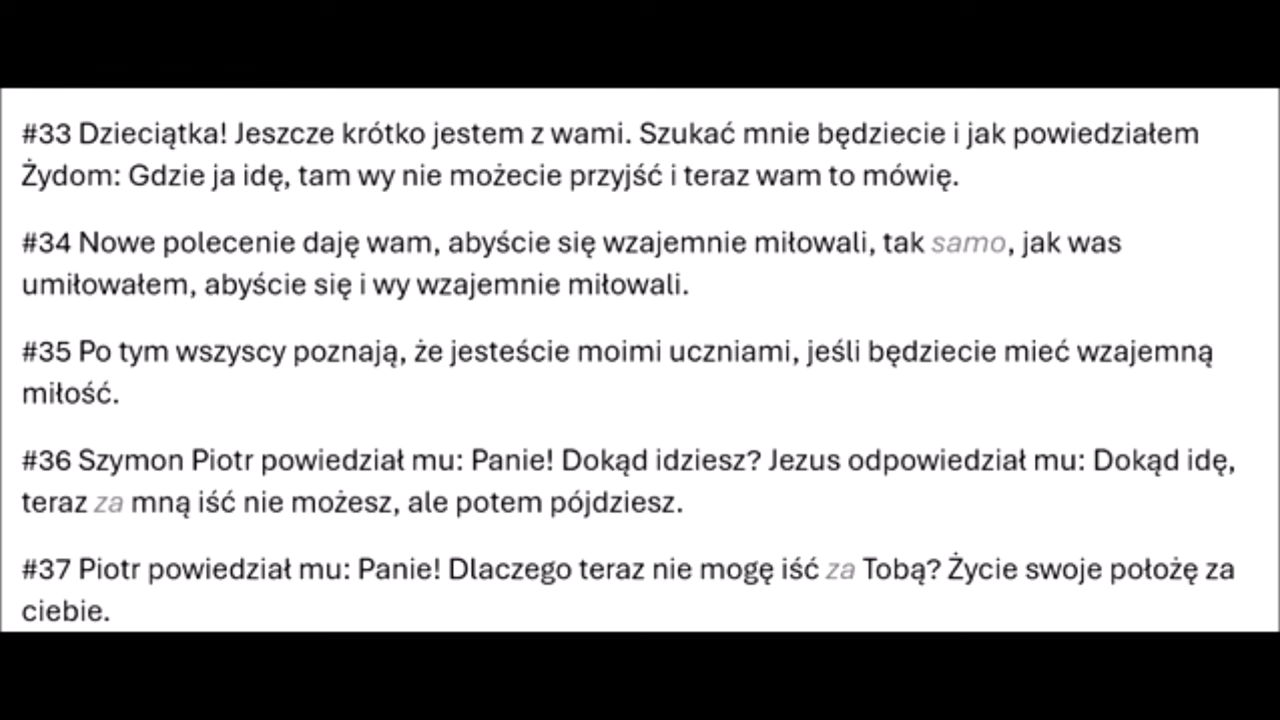 #33 Dzieciątka! Jeszcze krótko jestem z wami. Szukać mnie będziecie i jak powiedziałem
Żydom: Gdzie ja idę, tam wy nie możecie przyjść i teraz wam to mówię.
#34 Nowe polecenie daję wam, abyście się wzajemnie miłowali, tak samo, jak was
umiłowałem, abyście się i wy wzajemnie miłowali.
#35 Po tym wszyscy poznają, że jesteście moimi uczniami, jeśli będziecie mieć wzajemną
miłość.
#36 Szymon Piotr powiedział mu: Panie! Dokąd idziesz? Jezus odpowiedział mu: Dokąd idę,
teraz za mną iść nie możesz, ale potem pójdziesz.
#37 Piotr powiedział mu: Panie! Dlaczego teraz nie mogę iść za Tobą? Życie swoje położę za
ciebie.